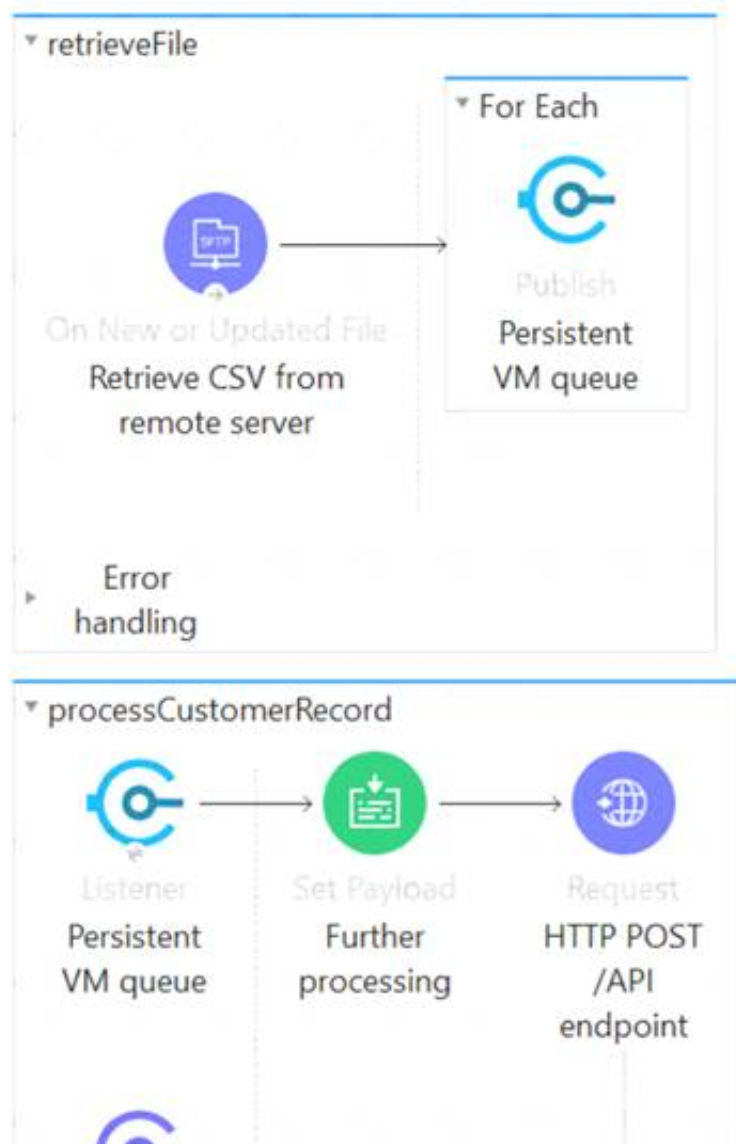 retrieveFile
For Each
SFTP
Publish
On New or Updated File
Persistent
VM queue
Retrieve CSV from
remote server
Error
handling
processCustomerRecord
Listener
Set Payload
Request
Persistent
VM queue
Further
processing
HTTP POST
/API
endpoint